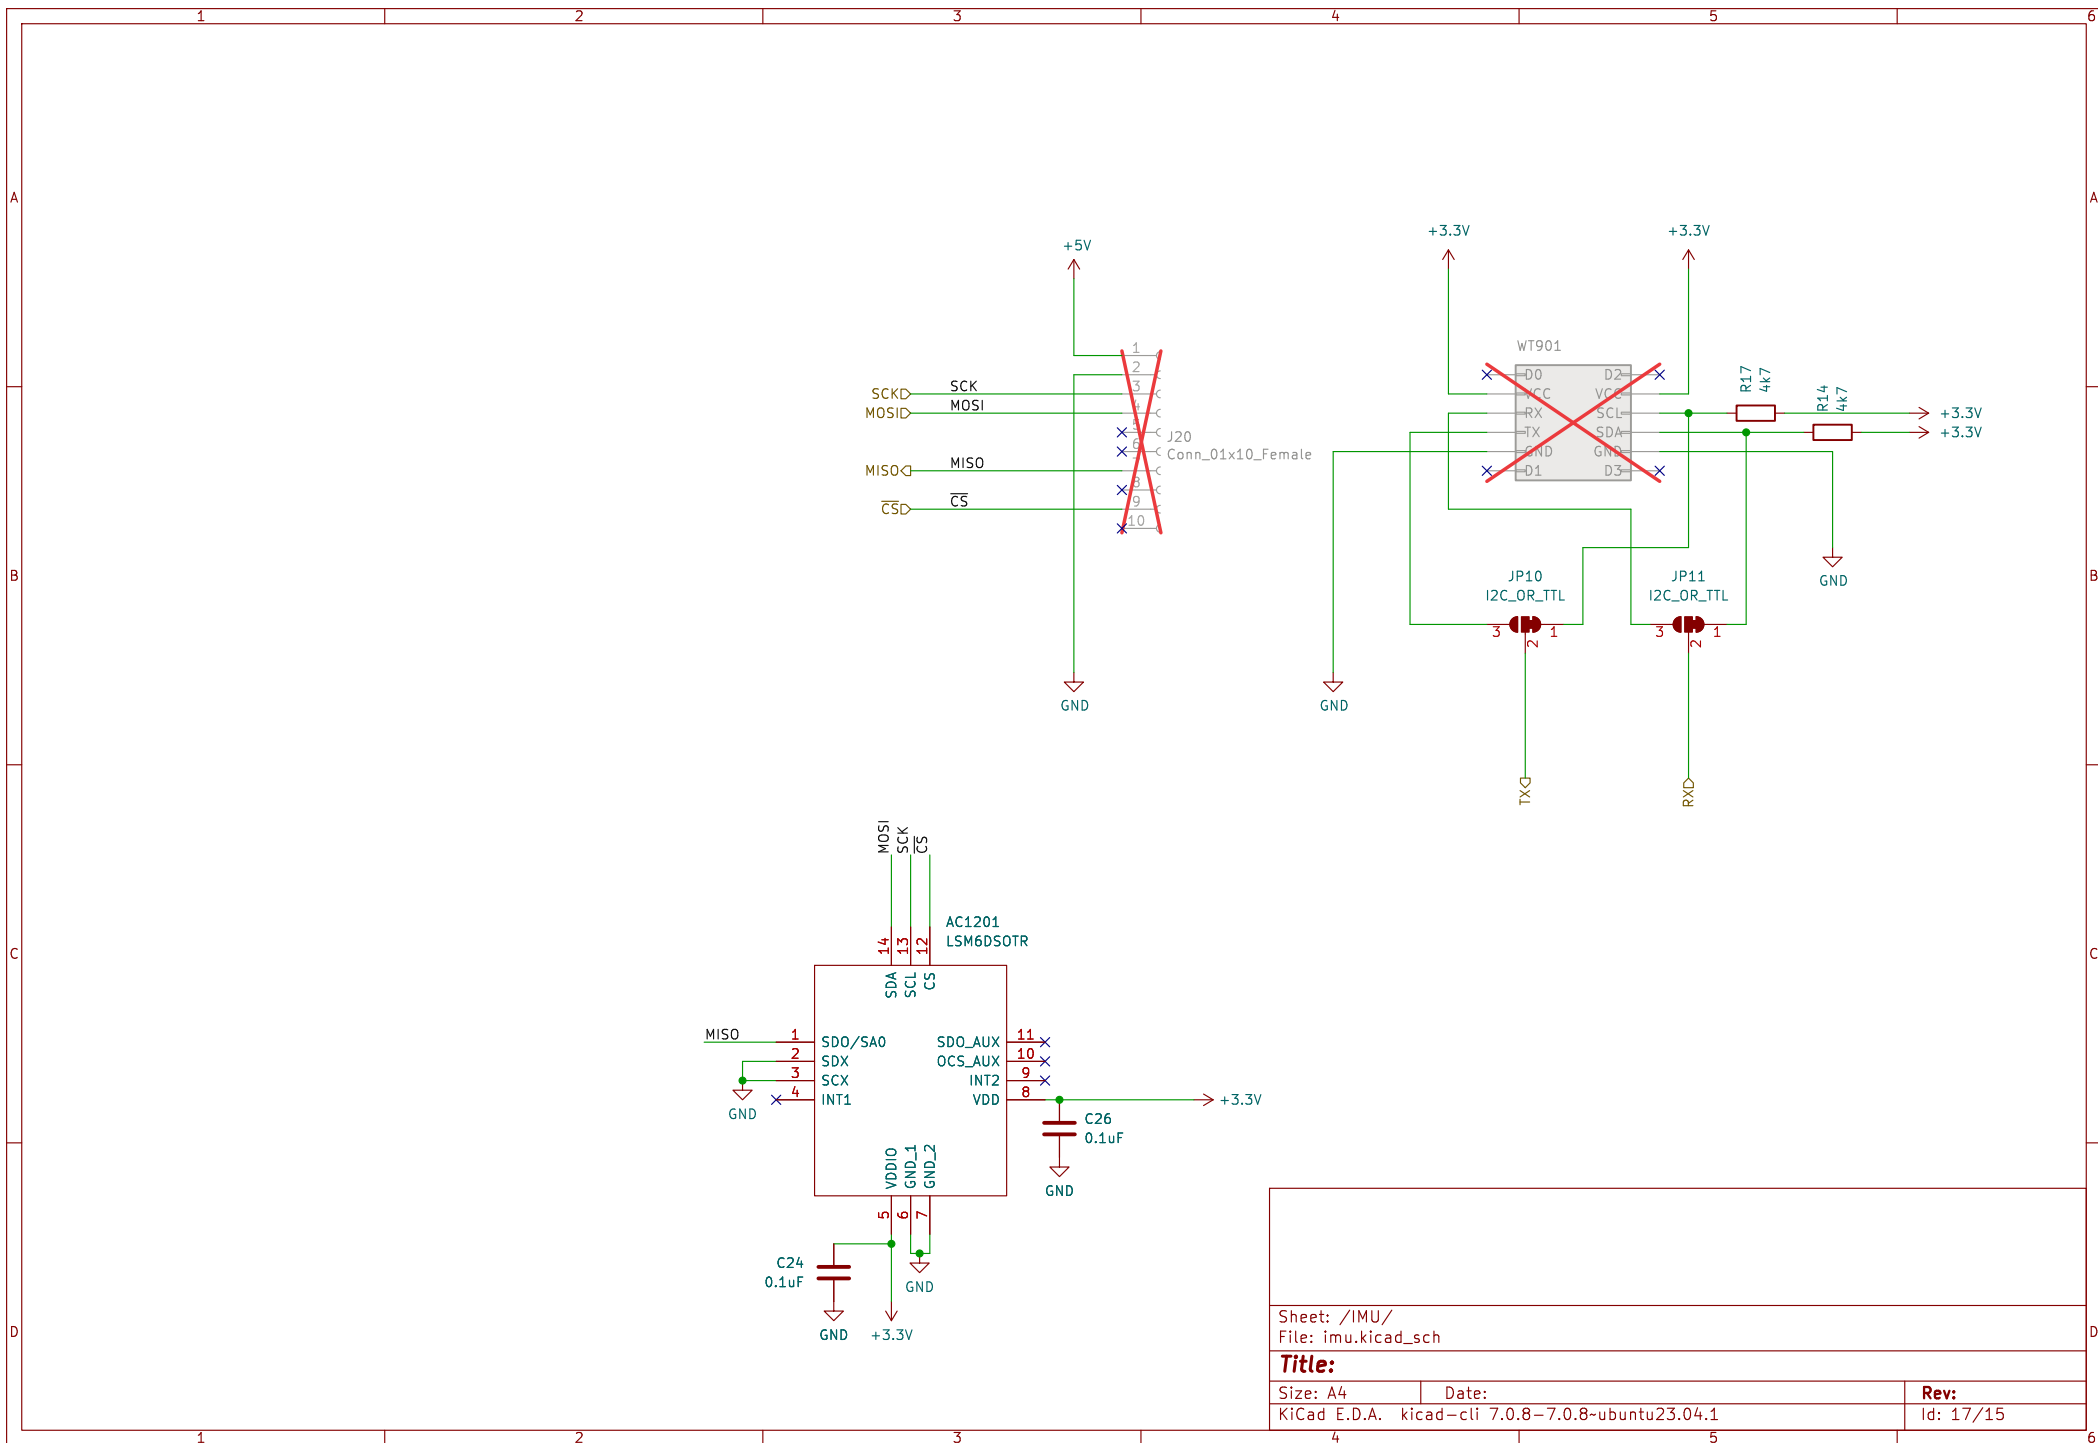 1 2 3 4 5 6
A A
+3.3V +3.3V
+5V
WT901
1
2
3
SCK SCK
MOSI MOSI
6
MISO MISO
8
CS CS
9
10
J20
Conn_01x10_Female
D0 D2
VCC VCC
RX SCL
TX SDA
GND GND
D1 D3
R17
4k7
R14
4k7
+3.3V
+3.3V
B B
GND
JP10 JP11
I2C_OR_TTL I2C_OR_TTL
3 2 1 3 2 1
GND GND
TX RX
MOSI
SCK
CS
AC1201
LSM6DSOTR
14 13 12
SDA SCL CS
C C
MISO 1 SDO/SA0 SDO_AUX 11
2 SDX OCS_AUX 10
3 SCX INT2 9
4 INT1 VDD 8
GND
+3.3V
C26
0.1uF
GND
VDDIO GND_1 GND_2
5 6 7
C24
0.1uF
GND
GND +3.3V
D D
Sheet: /IMU/
File: imu.kicad_sch
Title:
Size: A4 Date: Rev:
KiCad E.D.A. kicad-cli 7.0.8-7.0.8~ubuntu23.04.1 Id: 17/15
1 2 3 4 5 6